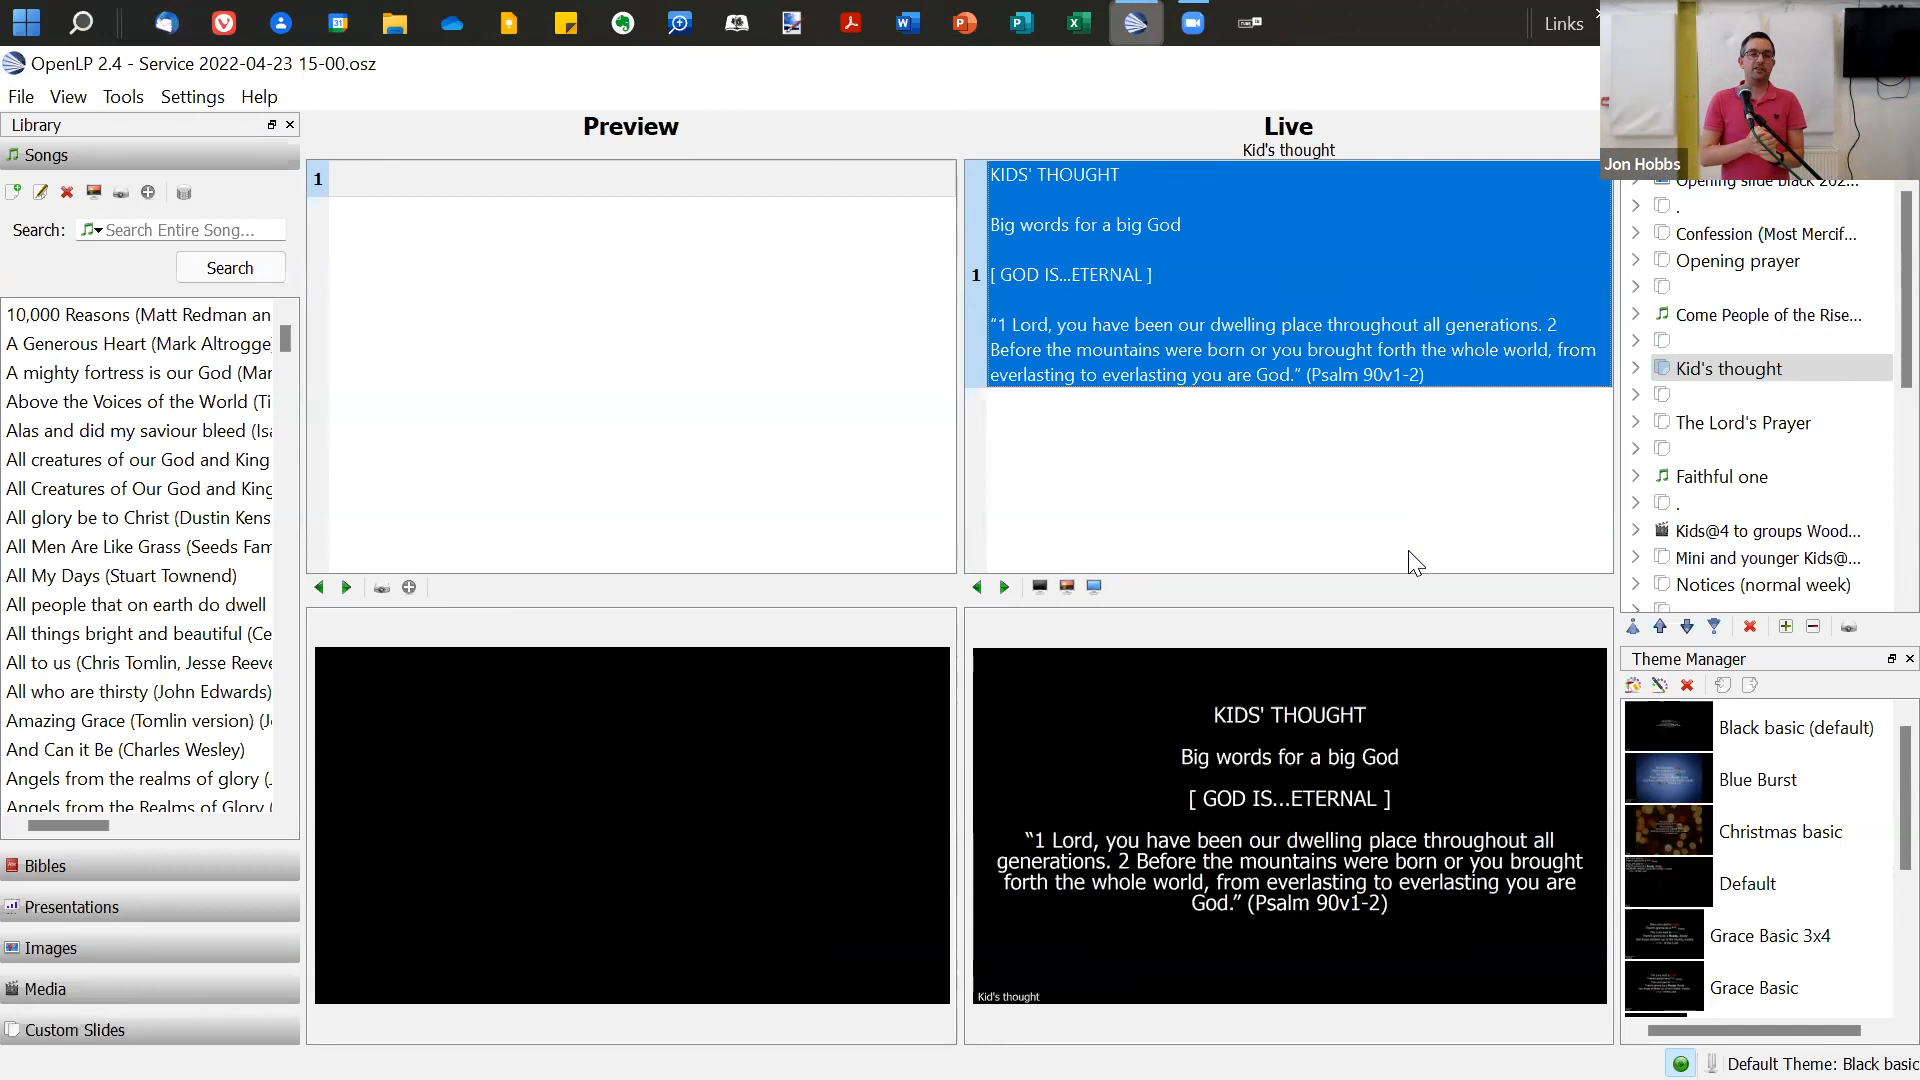 Links
OpenLP 2.4 - Service 2022-04-23 15-00.osz
File View Tools Settings Help
Jon Hobbs
Library
Songs
Search: Search Entire Song...
Search
10,000 Reasons (Matt Redman an
A Generous Heart (Mark Altrogge)
A mighty fortress is our God (Mar
Above the Voices of the World (Ti
Alas and did my saviour bleed (Isa
All creatures of our God and King
All Creatures of Our God and King
All glory be to Christ (Dustin Kens
All Men Are Like Grass (Seeds Fam
All My Days (Stuart Townend)
All people that on earth do dwell
All things bright and beautiful (Ce
All to us (Chris Tomlin, Jesse Reeve
All who are thirsty (John Edwards)
Amazing Grace (Tomlin version) (J
And Can it Be (Charles Wesley)
Angels from the realms of glory (
Angels from the Realms of Glory (
Bibles
Presentations
Images
Media
Custom Slides
Preview
1
Live
Kid's thought
KIDS' THOUGHT
Big words for a big God
1 [ GOD IS...ETERNAL ]
“1 Lord, you have been our dwelling place throughout all generations. 2
Before the mountains were born or you brought forth the whole world, from
everlasting to everlasting you are God.” (Psalm 90v1-2)
KIDS' THOUGHT
Big words for a big God
[ GOD IS...ETERNAL ]
“1 Lord, you have been our dwelling place throughout all
generations. 2 Before the mountains were born or you brought
forth the whole world, from everlasting to everlasting you are
God.” (Psalm 90v1-2)
Kid's thought
Opening slide black 202...
.
Confession (Most Mercif...
Opening prayer
Come People of the Rise...
Kid's thought
The Lord's Prayer
Faithful one
.
Kids@4 to groups Wood...
Mini and younger Kids@...
Notices (normal week)
Theme Manager
Black basic (default)
Blue Burst
Christmas basic
Default
Grace Basic 3x4
Grace Basic
Default Theme: Black basic